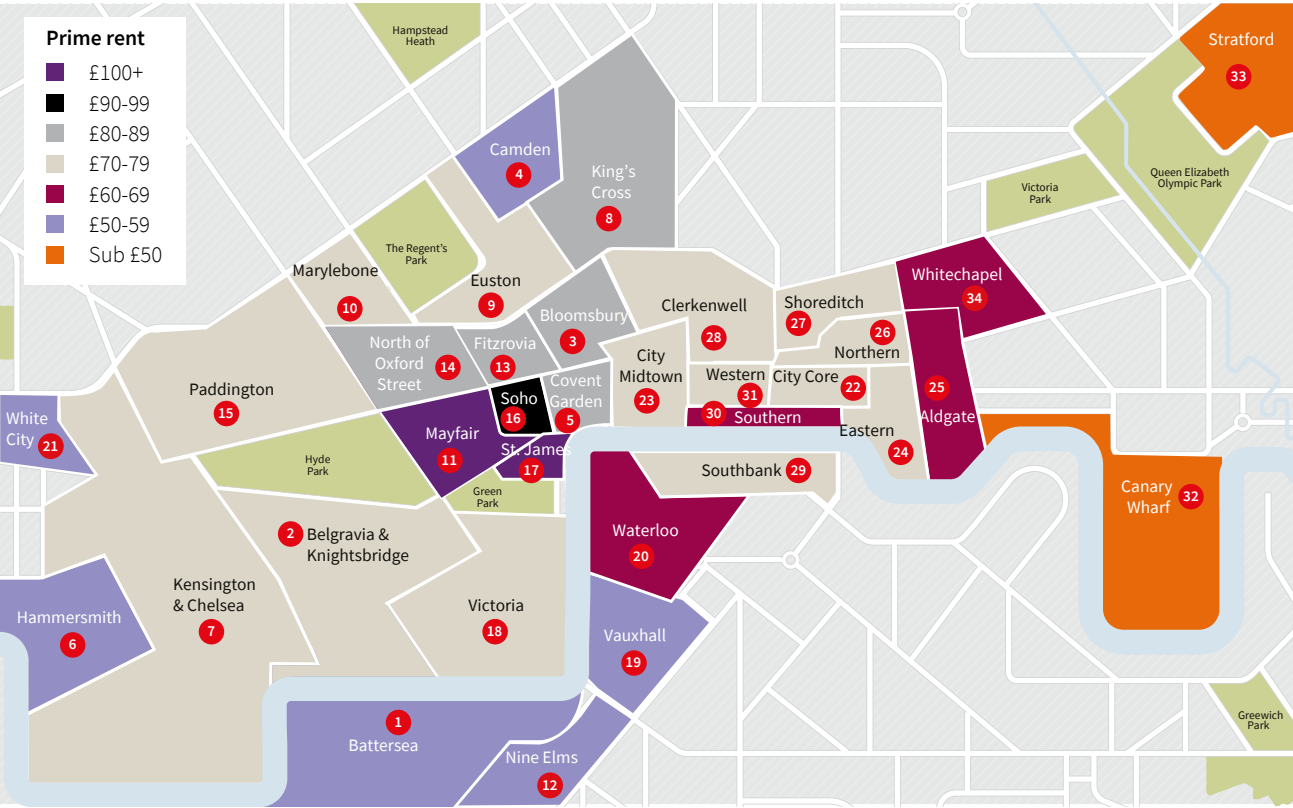 Prime rent
£100+
£90-99
£80-89
£70-79
£60-69
£50-59
Sub £50
Hampstead
Heath
Stratford
33
Camden
4
King's
Cross
8
Queen Elizabeth
Olympic Park
Victoria
Park
The Regent's
Park
Marylebone
10
Euston
9
Whitechapel
34
Bloomsbury
3
Clerkenwell
28
Shoreditch
27
26
Northern
North of
Oxford
Street
14
Fitzrovia
13
City
Midtown
23
Western
31
City Core
22
25
Aldgate
Paddington
15
Soho
16
Covent
Garden
5
30
Southern
White
City
21
Mayfair
11
St. James
17
Eastern
24
Hyde
Park
Green
Park
Southbank
29
Canary
Wharf
32
2
Belgravia &
Knightsbridge
Waterloo
20
Kensington
& Chelsea
7
Victoria
18
Hammersmith
6
Vauxhall
19
1
Battersea
Nine Elms
12
Greewich
Park